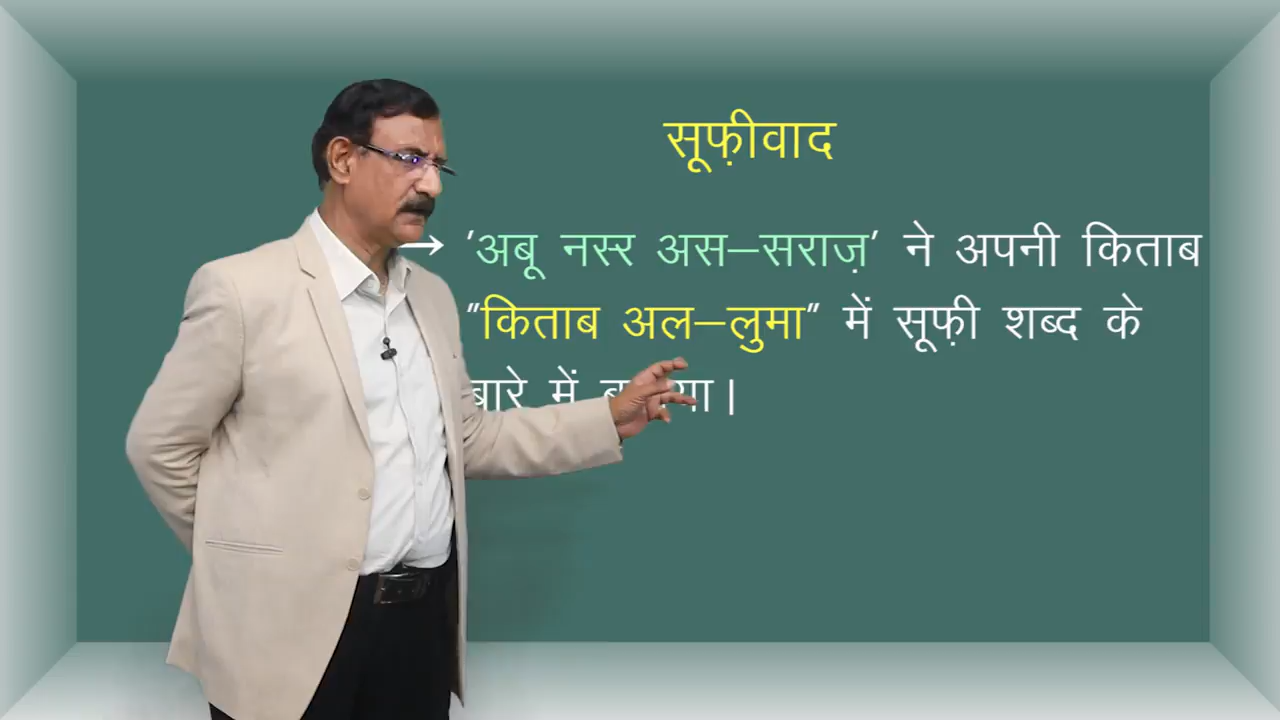 सूफ़ीवाद
→ 'अबू नस्र अस–सराज़' ने अपनी किताब
"किताब अल–लुमा" में सूफ़ी शब्द के
बारे में